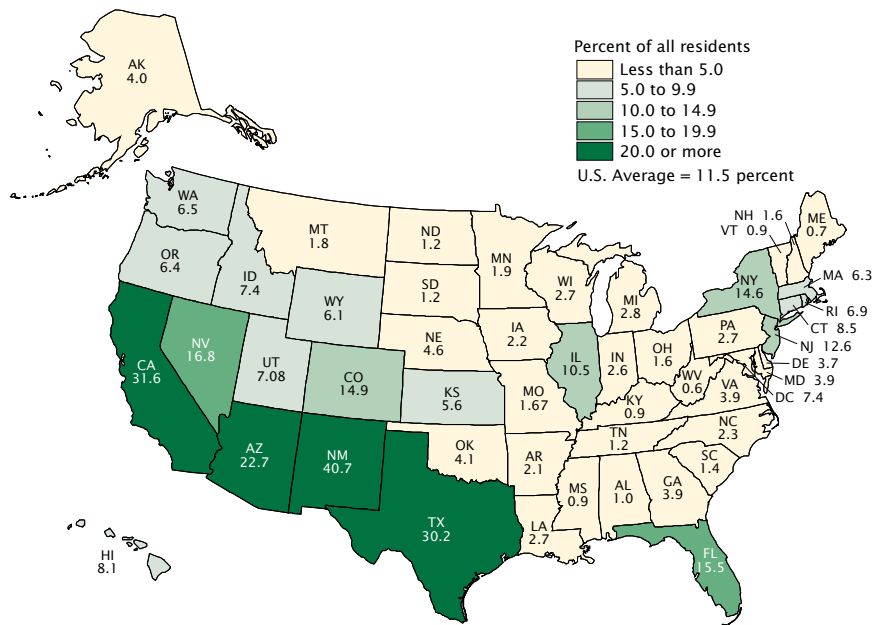 Percent of all residents
Less than 5.0
5.0 to 9.9
10.0 to 14.9
15.0 to 19.9
20.0 or more
U.S. Average = 11.5 percent
AK
4.0
WA
6.5
OR
6.4
ID
7.4
MT
1.8
WY
6.1
ND
1.2
SD
1.2
NE
4.6
KS
5.6
MN
1.9
IA
2.2
WI
2.7
MI
2.8
IL
10.5
IN
2.6
OH
1.6
PA
2.7
NY
14.6
NH 1.6
VT 0.9
ME
0.7
MA 6.3
RI 6.9
CT 8.5
NJ 12.6
DE 3.7
MD 3.9
DC 7.4
CA
31.6
NV
16.8
UT
7.08
CO
14.9
AZ
22.7
NM
40.7
TX
30.2
OK
4.1
MO
1.67
AR
2.1
LA
2.7
MS
0.9
AL
1.0
GA
3.9
FL
15.5
SC
1.4
NC
2.3
TN
1.2
KY
0.9
WV
0.6
VA
3.9
HI
8.1